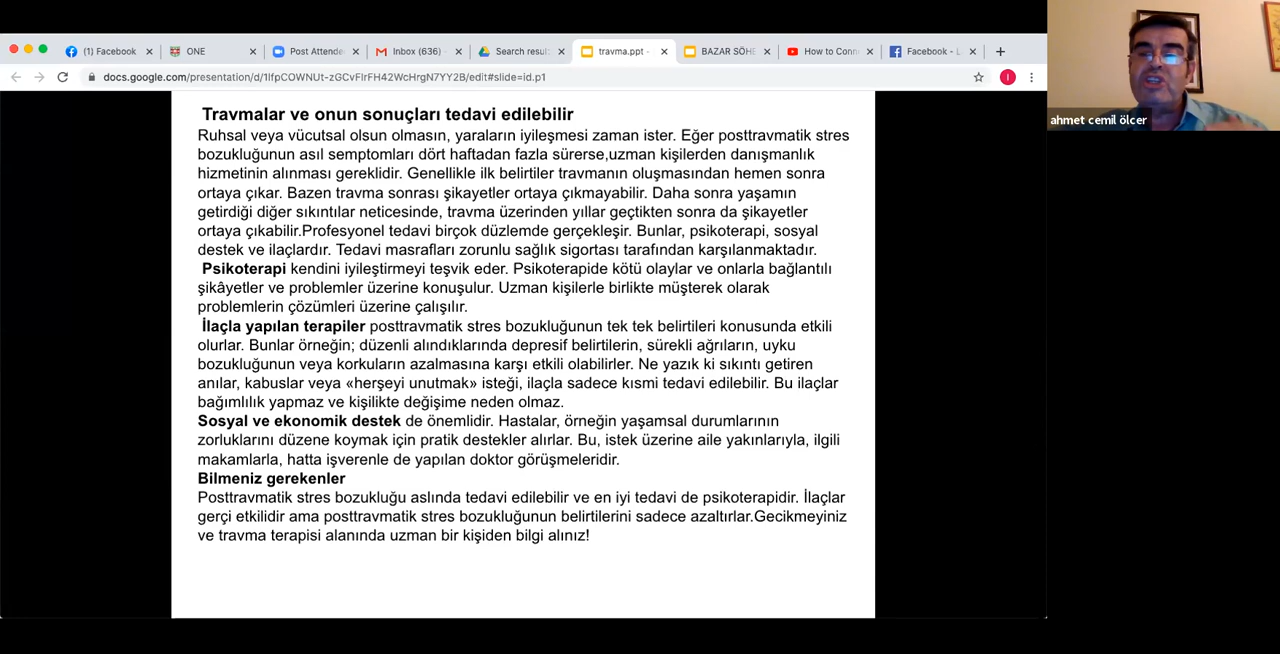 (1) Facebook
ONE
Post Attende
Inbox (636)
Search resul
travma.ppt -
BAZAR SÖHE
How to Conn
Facebook - L
docs.google.com/presentation/d/1lfpCOWNUt-zGCvFlrFH42WcHrgN7YY2B/edit#slide=id.p1
I
ahmet cemil ölcer
Travmalar ve onun sonuçları tedavi edilebilir
Ruhsal veya vücutsal olsun olmasın, yaraların iyileşmesi zaman ister. Eğer posttravmatik stres
bozukluğunun asıl semptomları dört haftadan fazla sürerse,uzman kişilerden danışmanlık
hizmetinin alınması gereklidir. Genellikle ilk belirtiler travmanın oluşmasından hemen sonra
ortaya çıkar. Bazen travma sonrası şikayetler ortaya çıkmayabilir. Daha sonra yaşamın
getirdiği diğer sıkıntılar neticesinde, travma üzerinden yıllar geçtikten sonra da şikayetler
ortaya çıkabilir.Profesyonel tedavi birçok düzlemde gerçekleşir. Bunlar, psikoterapi, sosyal
destek ve ilaçlardır. Tedavi masrafları zorunlu sağlık sigortası tarafından karşılanmaktadır.
Psikoterapi kendini iyileştirmeyi teşvik eder. Psikoterapide kötü olaylar ve onlarla bağlantılı
şikâyetler ve problemler üzerine konuşulur. Uzman kişilerle birlikte müşterek olarak
problemlerin çözümleri üzerine çalışılır.
İlaçla yapılan terapiler posttravmatik stres bozukluğunun tek tek belirtileri konusunda etkili
olurlar. Bunlar örneğin; düzenli alındıklarında depresif belirtilerin, sürekli ağrıların, uyku
bozukluğunun veya korkuların azalmasına karşı etkili olabilirler. Ne yazık ki sıkıntı getiren
anılar, kabuslar veya «herşeyi unutmak» isteği, ilaçla sadece kısmi tedavi edilebilir. Bu ilaçlar
bağımlılık yapmaz ve kişilikte değişime neden olmaz.
Sosyal ve ekonomik destek de önemlidir. Hastalar, örneğin yaşamsal durumlarının
zorluklarını düzene koymak için pratik destekler alırlar. Bu, istek üzerine aile yakınlarıyla, ilgili
makamlarla, hatta işverenle de yapılan doktor görüşmeleridir.
Bilmeniz gerekenler
Posttravmatik stres bozukluğu aslında tedavi edilebilir ve en iyi tedavi de psikoterapidir. İlaçlar
gerçi etkilidir ama posttravmatik stres bozukluğunun belirtilerini sadece azaltırlar.Gecikmeyiniz
ve travma terapisi alanında uzman bir kişiden bilgi alınız!